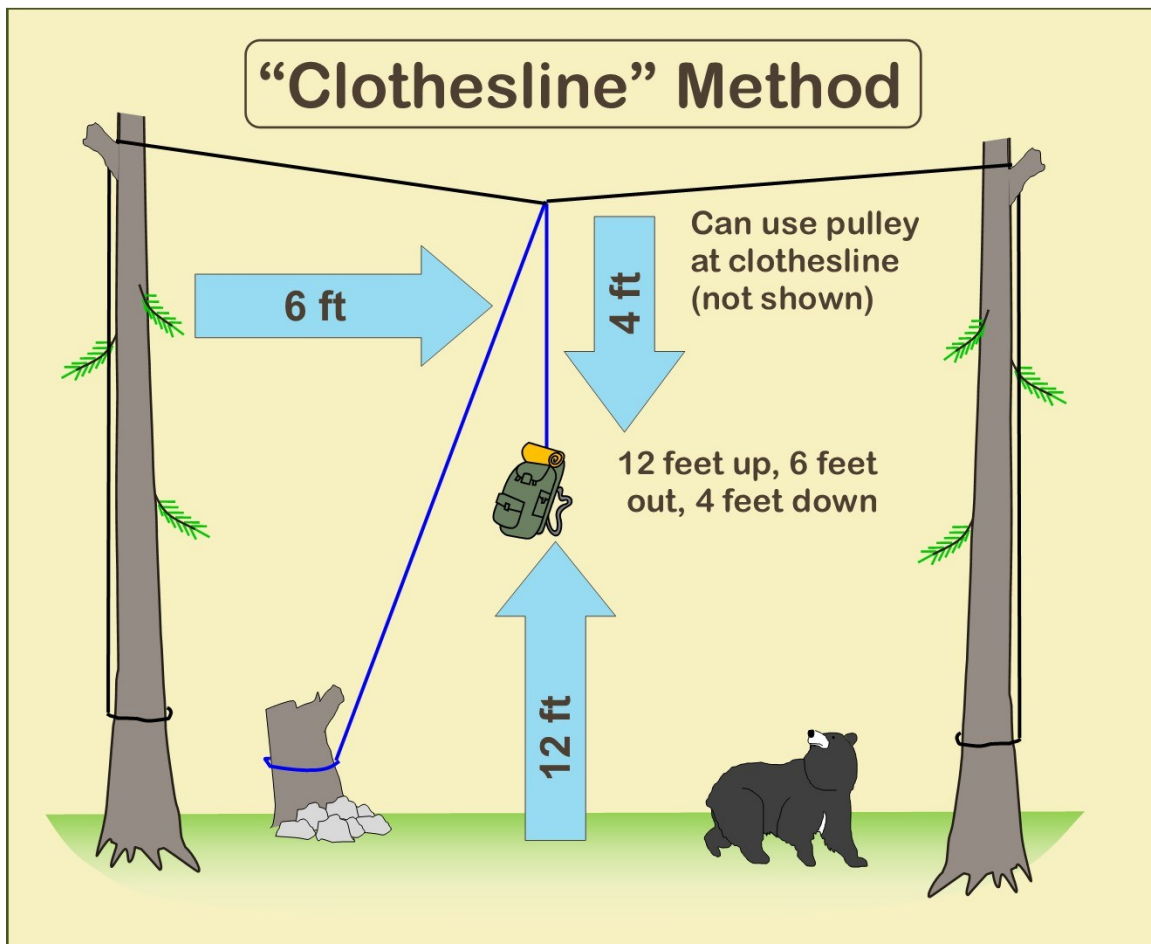 “Clothesline” Method
Can use pulley
at clothesline
(not shown)
6 ft
4 ft
12 feet up, 6 feet
out, 4 feet down
12 ft